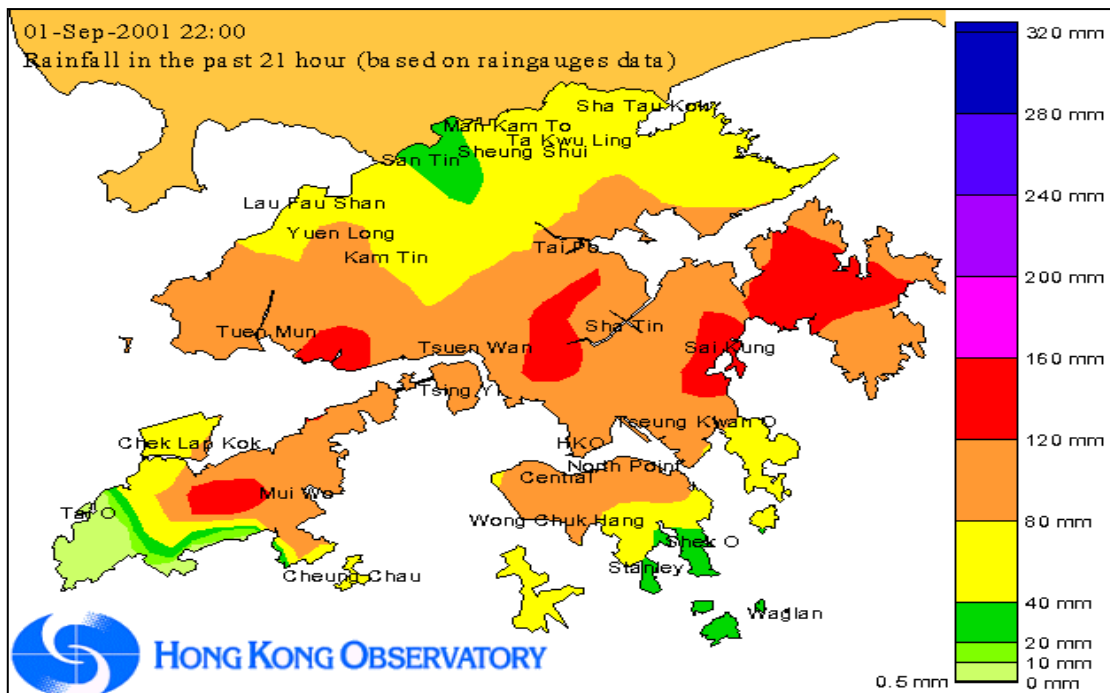 01-Sep-2001 22:00
Rainfall in the past 21 hour (based on raingauges data)
Sha Tau Kok
Man Kam To
Ta Kwu Ling
Sheung Shui
San Tin
Lau Fau Shan
Yuen Long
Kam Tin
Tai Po
Tuen Mun
Tsuen Wan
Sha Tin
Sai Kung
Tsing Yi
Tseung Kwan O
Chek Lap Kok
HKO
North Point
Central
Mui Wo
Tai O
Wong Chuk Hang
Shek O
Stanley
Cheung Chau
Waglan
HONG KONG OBSERVATORY
320 mm
280 mm
240 mm
200 mm
160 mm
120 mm
80 mm
40 mm
20 mm
10 mm
0 mm
0.5 mm